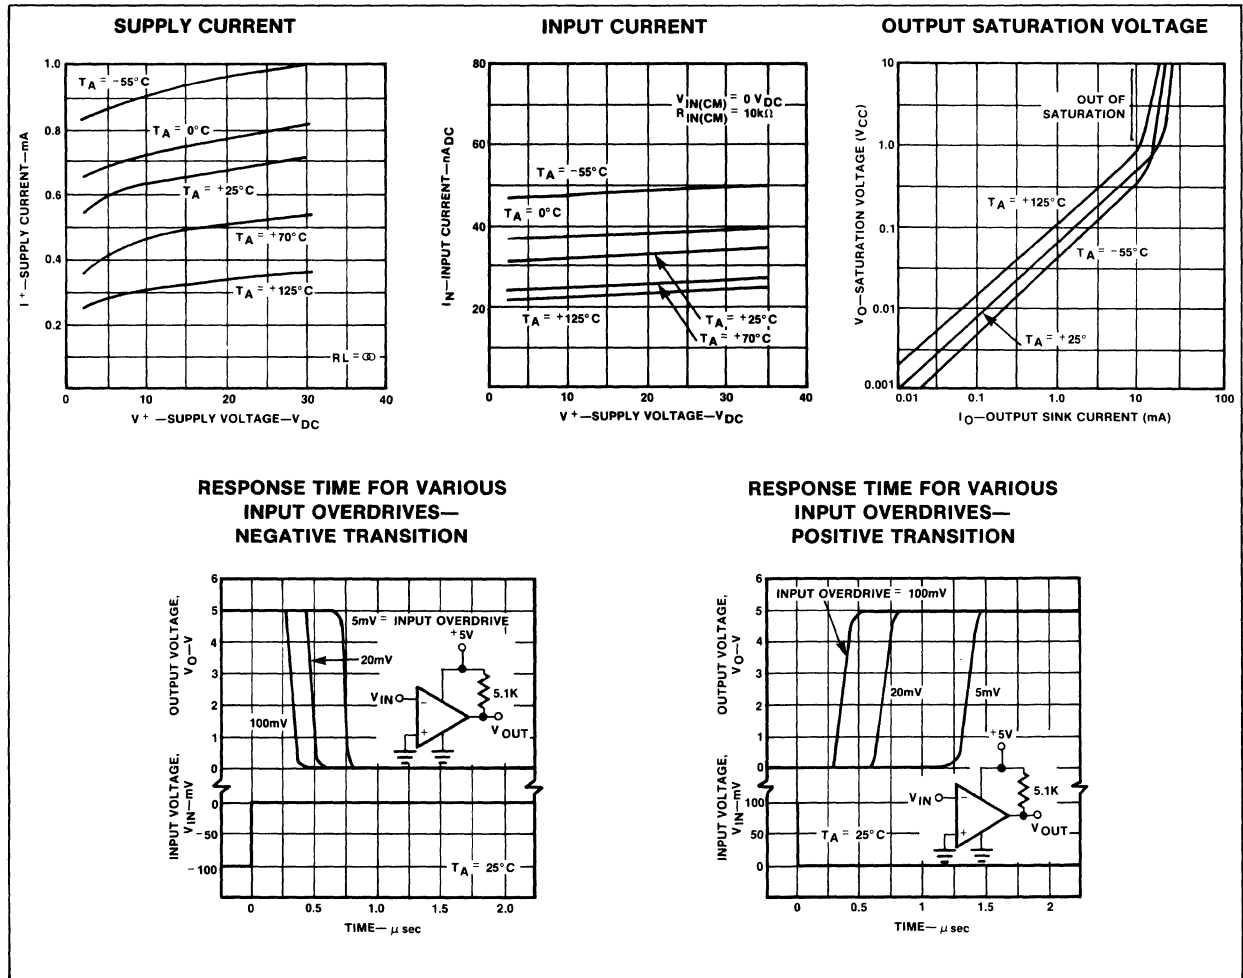 SUPPLY CURRENT
1.0
0.8
0.6
0.4
0.2
0
10
20
30
40
I⁺—SUPPLY CURRENT—mA
T_A = −55°C
T_A = 0°C
T_A = +25°C
T_A = +70°C
T_A = +125°C
RL = ∞
V⁺—SUPPLY VOLTAGE—V_DC
INPUT CURRENT
80
60
40
20
0
10
20
30
40
I_N—INPUT CURRENT—nA_DC
V_IN(CM) = 0 V_DC
R_IN(CM) = 10kΩ
T_A = −55°C
T_A = 0°C
T_A = +125°C
T_A = +25°C
T_A = +70°C
V⁺—SUPPLY VOLTAGE—V_DC
OUTPUT SATURATION VOLTAGE
10
1.0
0.1
0.01
0.001
0.01
0.1
1.0
10
100
V_O—SATURATION VOLTAGE (V_CC)
OUT OF
SATURATION
T_A = +125°C
T_A = −55°C
T_A = +25°
I_O—OUTPUT SINK CURRENT (mA)
RESPONSE TIME FOR VARIOUS
INPUT OVERDRIVES—
NEGATIVE TRANSITION
OUTPUT VOLTAGE,
V_O—V
6
5
4
3
2
1
0
5mV = INPUT OVERDRIVE
20mV
100mV
+5V
V_IN
−
+
5.1K
V_OUT
INPUT VOLTAGE,
V_IN—mV
0
−50
−100
T_A = 25°C
0
0.5
1.0
1.5
2.0
TIME— μsec
RESPONSE TIME FOR VARIOUS
INPUT OVERDRIVES—
POSITIVE TRANSITION
OUTPUT VOLTAGE,
V_O—V
6
5
4
3
2
1
0
INPUT OVERDRIVE = 100mV
20mV
5mV
+5V
V_IN
−
+
5.1K
V_OUT
INPUT VOLTAGE,
V_IN—mV
100
50
0
T_A = 25°C
0
0.5
1
1.5
2
TIME— μsec